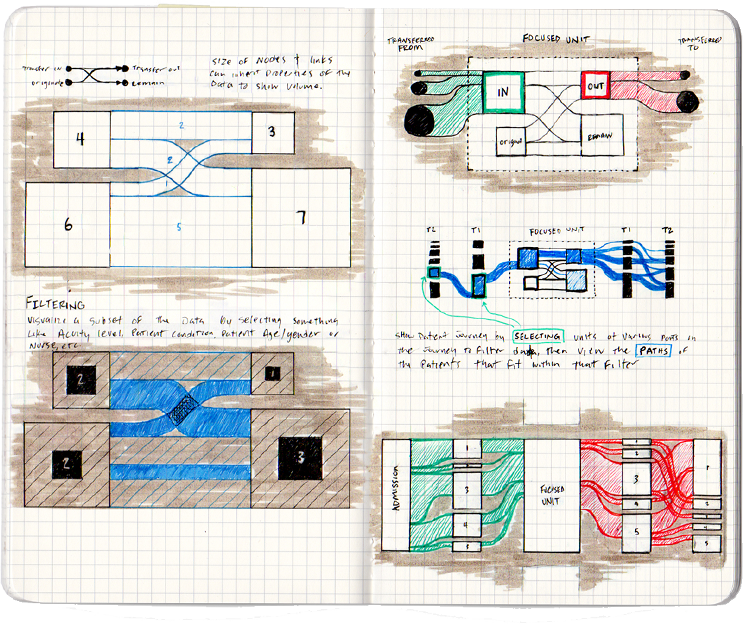 Transfer in
Transfer out
originate
Remain
Size of Nodes & links
can inherit properties of the
Data to show volume.
4
2
3
2
1
6
5
7
FILTERING
Visualize a subset of the Data by selecting something
like Acuity level, Patient condition, Patient Age/gender or
Nurse, etc
2
1
2
3
TRANSFERRED
FROM
FOCUSED UNIT
TRANSFERRED
TO
IN
OUT
Original
REMAIN
T2
T1
FOCUSED UNIT
T1
T2
Show Patient Journey by SELECTING units at various points in
the journey to filter data, then view the PATHS of
the Patients that fit within that Filter
ADMISSION
1
3
4
5
FOCUSED
UNIT
1
2
3
4
5
1
2
3
4
5